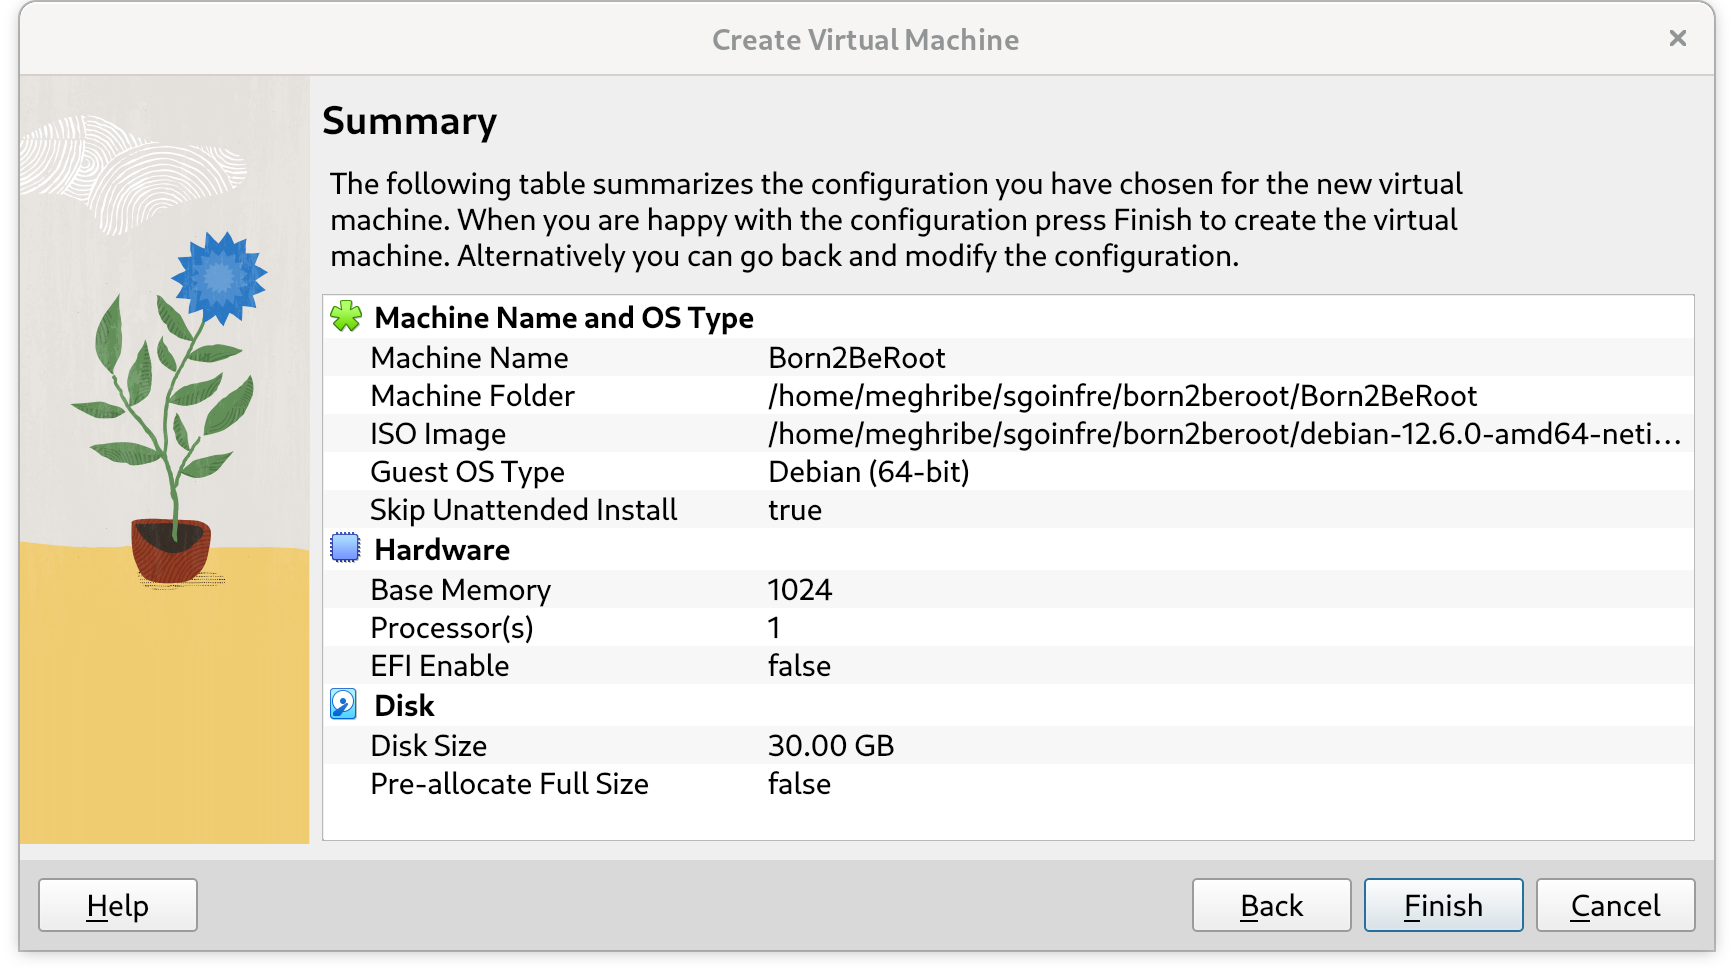 Create Virtual Machine
Summary
The following table summarizes the configuration you have chosen for the new virtual
machine. When you are happy with the configuration press Finish to create the virtual
machine. Alternatively you can go back and modify the configuration.
Machine Name and OS Type
Machine Name Born2BeRoot
Machine Folder /home/meghribe/sgoinfre/born2beroot/Born2BeRoot
ISO Image /home/meghribe/sgoinfre/born2beroot/debian-12.6.0-amd64-neti...
Guest OS Type Debian (64-bit)
Skip Unattended Install true
Hardware
Base Memory 1024
Processor(s) 1
EFI Enable false
Disk
Disk Size 30.00 GB
Pre-allocate Full Size false
Help Back Finish Cancel